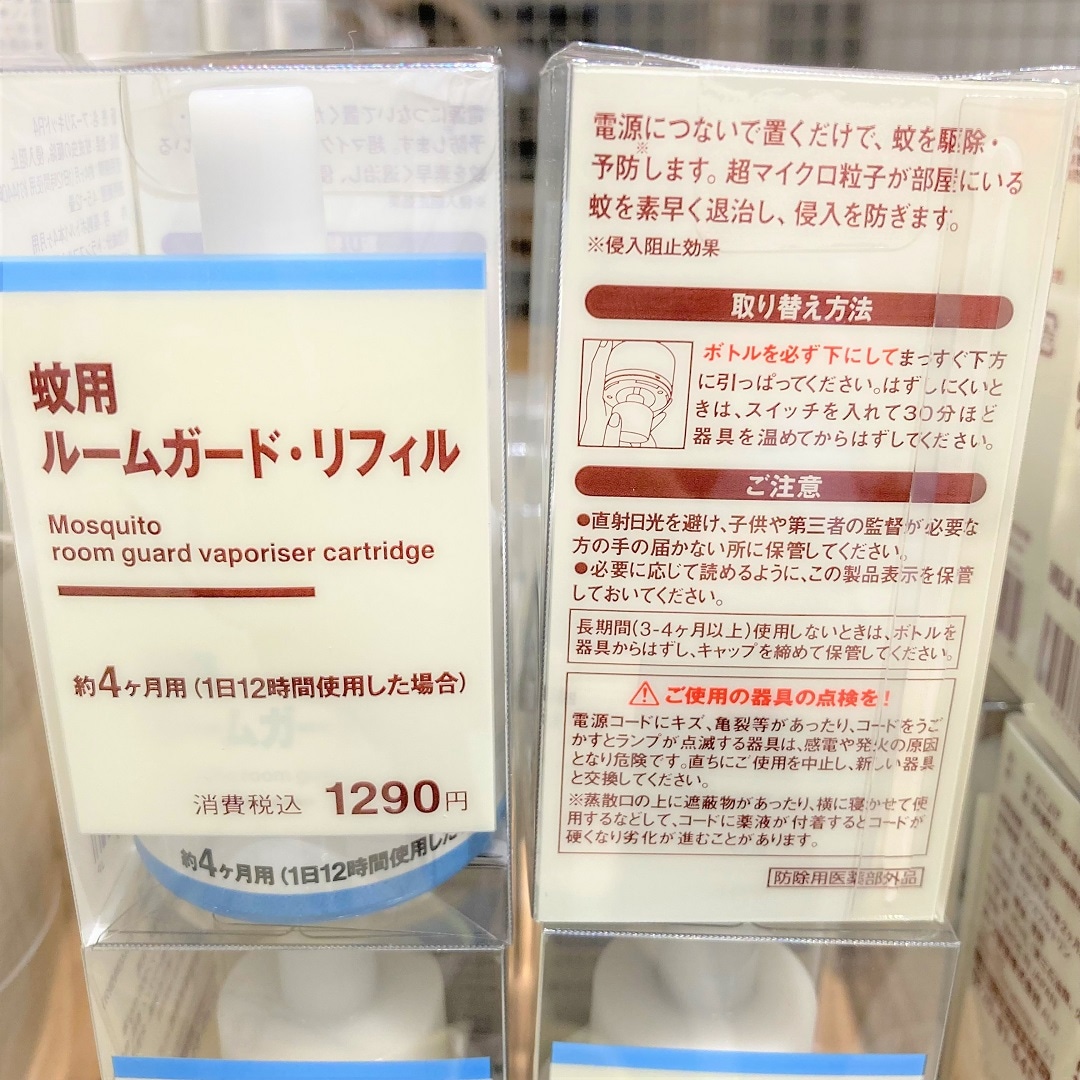 蚊用
ルームガード・リフィル
Mosquito
room guard vaporiser cartridge
約4ヶ月用(1日12時間使用した場合)
消費税込 1290円
約4ヶ月用(1日12時間使用した
電源につないで置くだけで、蚊を駆除・
予防します。超マイクロ粒子が部屋にいる
※
蚊を素早く退治し、侵入を防ぎます。
※侵入阻止効果
取り替え方法
ボトルを必ず下にしてまっすぐ下方
に引っぱってください。はずしにくいと
きは、スイッチを入れて30分ほど
器具を温めてからはずしてください。
ご注意
●直射日光を避け、子供や第三者の監督が必要な
方の手の届かない所に保管してください。
●必要に応じて読めるように、この製品表示を保管
しておいてください。
長期間(3-4ヶ月以上)使用しないときは、ボトルを
器具からはずし、キャップを締めて保管してください。
⚠ご使用の器具の点検を!
電源コードにキズ、亀裂等があったり、コードをうご
かすとランプが点滅する器具は、感電や発火の原因
となり危険です。直ちにご使用を中止し、新しい器具
と交換してください。
※蒸散口の上に遮蔽物があったり、横に寝かせて使
用するなどして、コードに薬液が付着するとコードが
硬くなり劣化が進むことがあります。
防除用医薬部外品